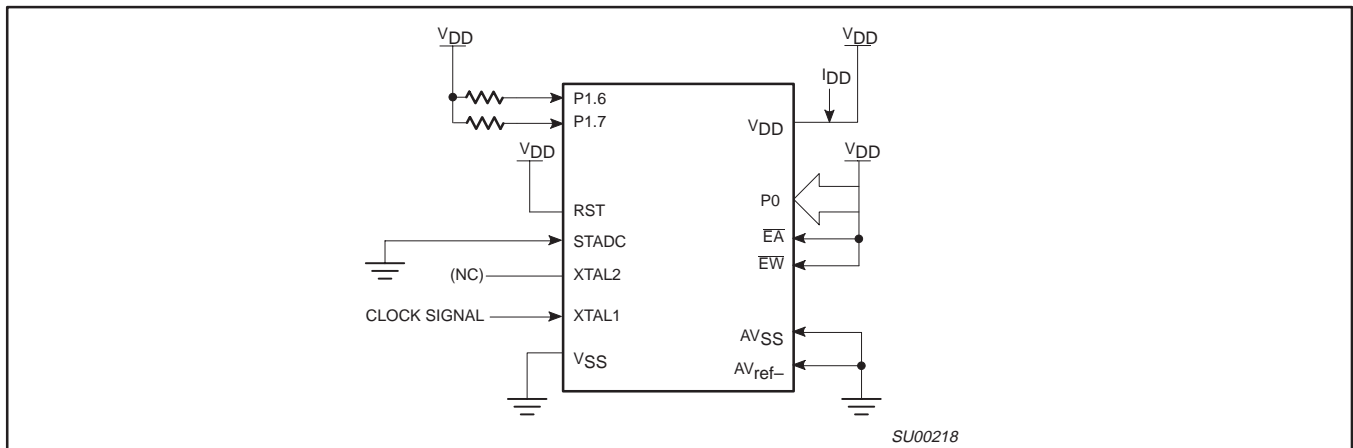 VDD
P1.6
P1.7
VDD
RST
STADC
(NC)
XTAL2
CLOCK SIGNAL
XTAL1
VSS
VDD
IDD
VDD
VDD
P0
EA
EW
AVSS
AVref–
SU00218